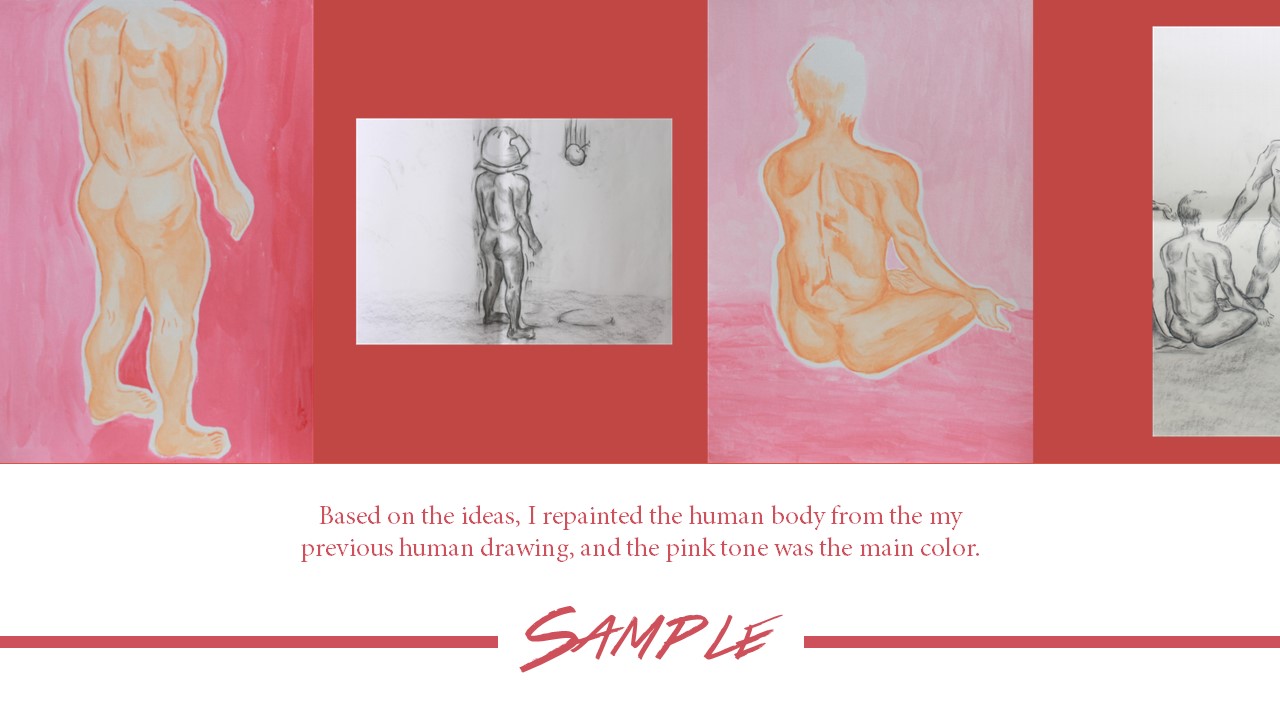 Based on the ideas, I repainted the human body from the my
previous human drawing, and the pink tone was the main color.
SAMPLE